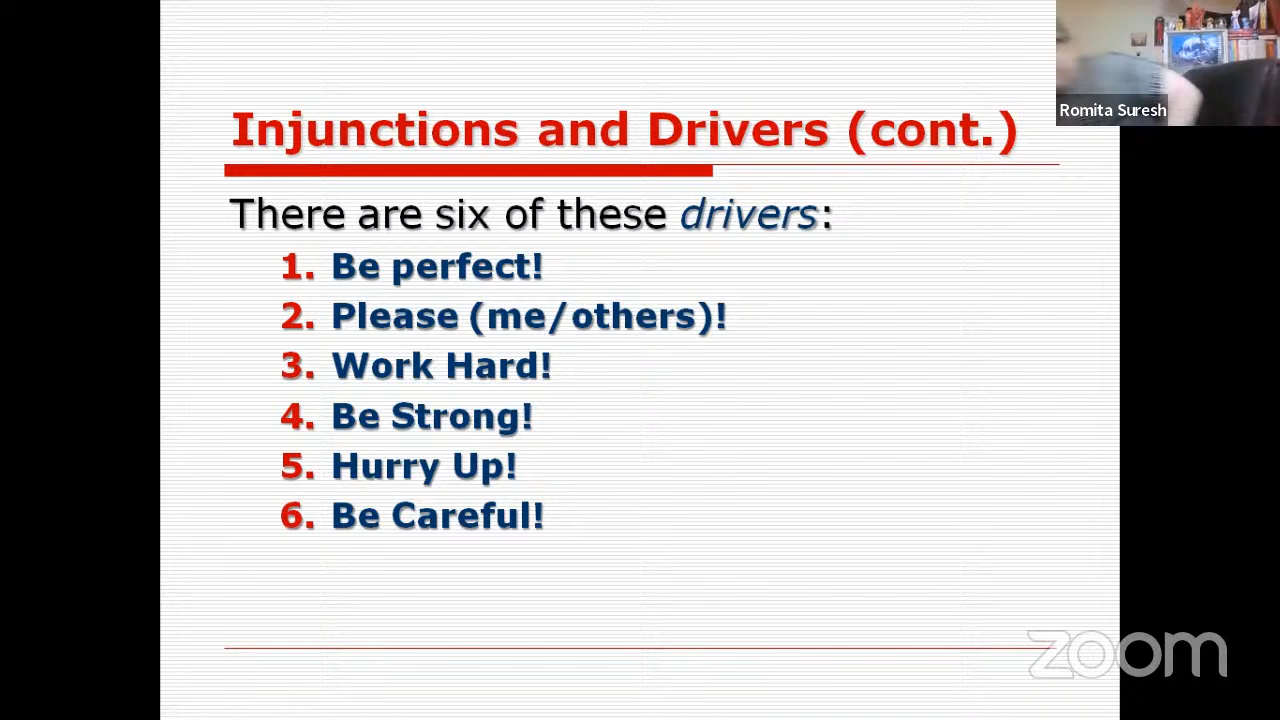 Romita Suresh
Injunctions and Drivers (cont.)
There are six of these drivers:
1. Be perfect!
2. Please (me/others)!
3. Work Hard!
4. Be Strong!
5. Hurry Up!
6. Be Careful!
zoom